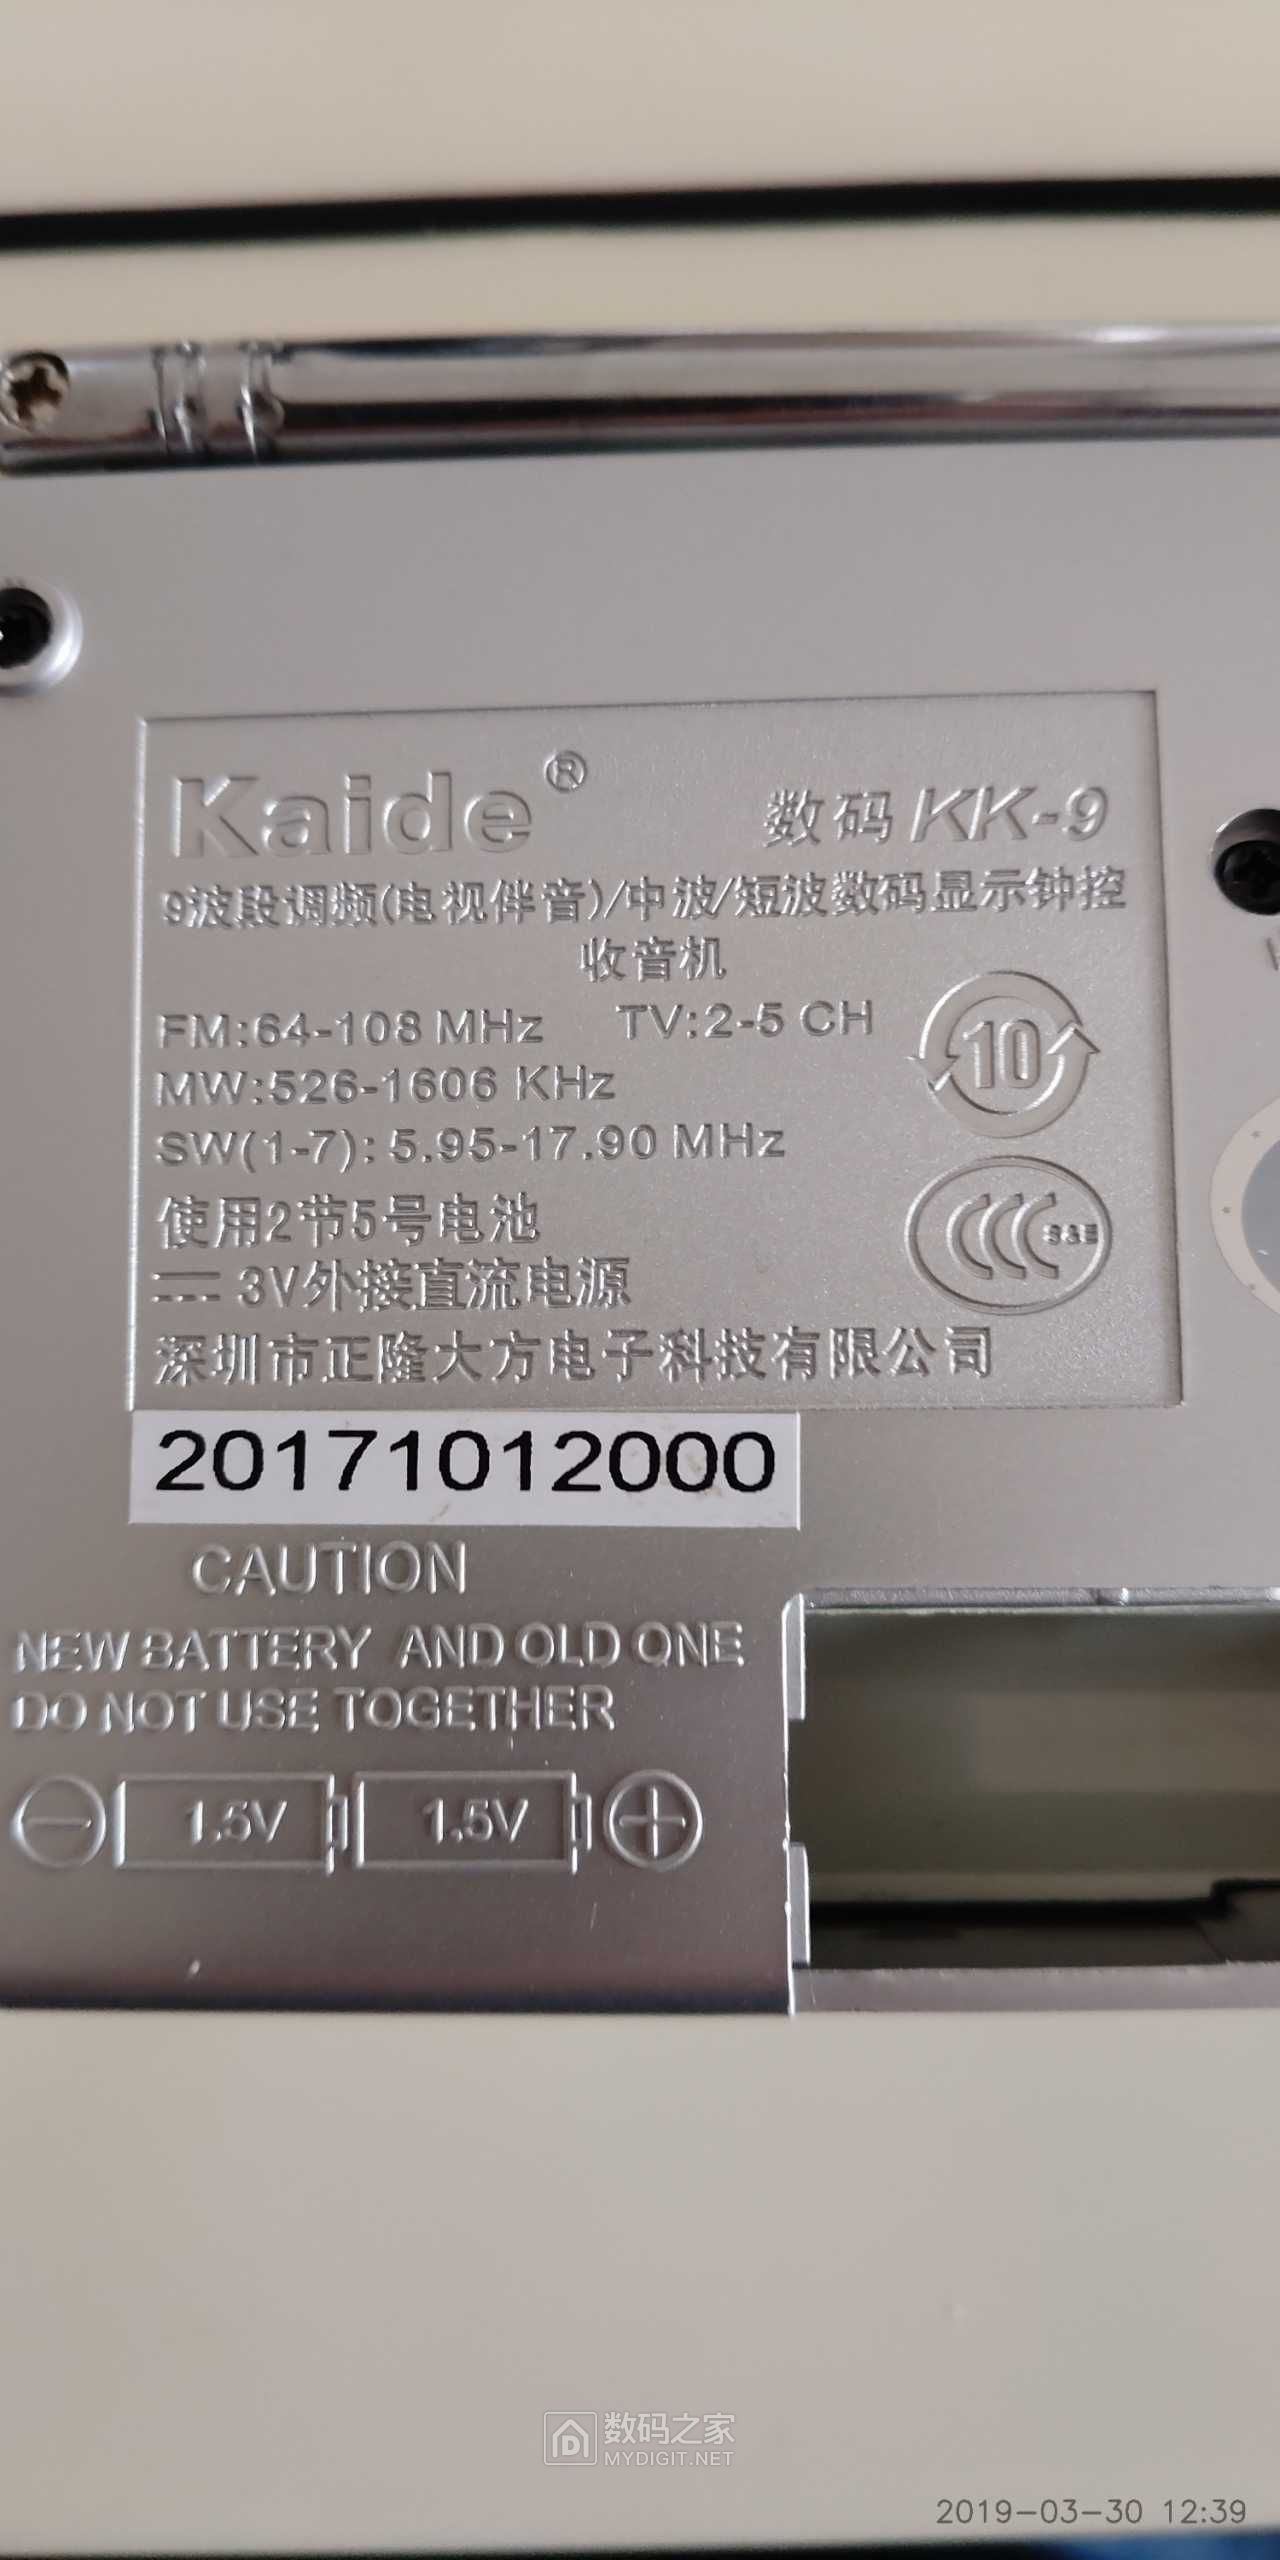 Kaide®
数码 KK-9
9波段调频(电视伴音)/中波/短波数码显示钟控
收音机
FM:64-108 MHz TV:2-5 CH
MW:526-1606 KHz
SW(1-7): 5.95-17.90 MHz
10
CCC S&E
使用2节5号电池
3V外接直流电源
深圳市正隆大方电子科技有限公司
20171012000
CAUTION
NEW BATTERY AND OLD ONE
DO NOT USE TOGETHER
1.5V 1.5V
数码之家
MYDIGIT.NET
2019-03-30 12:39